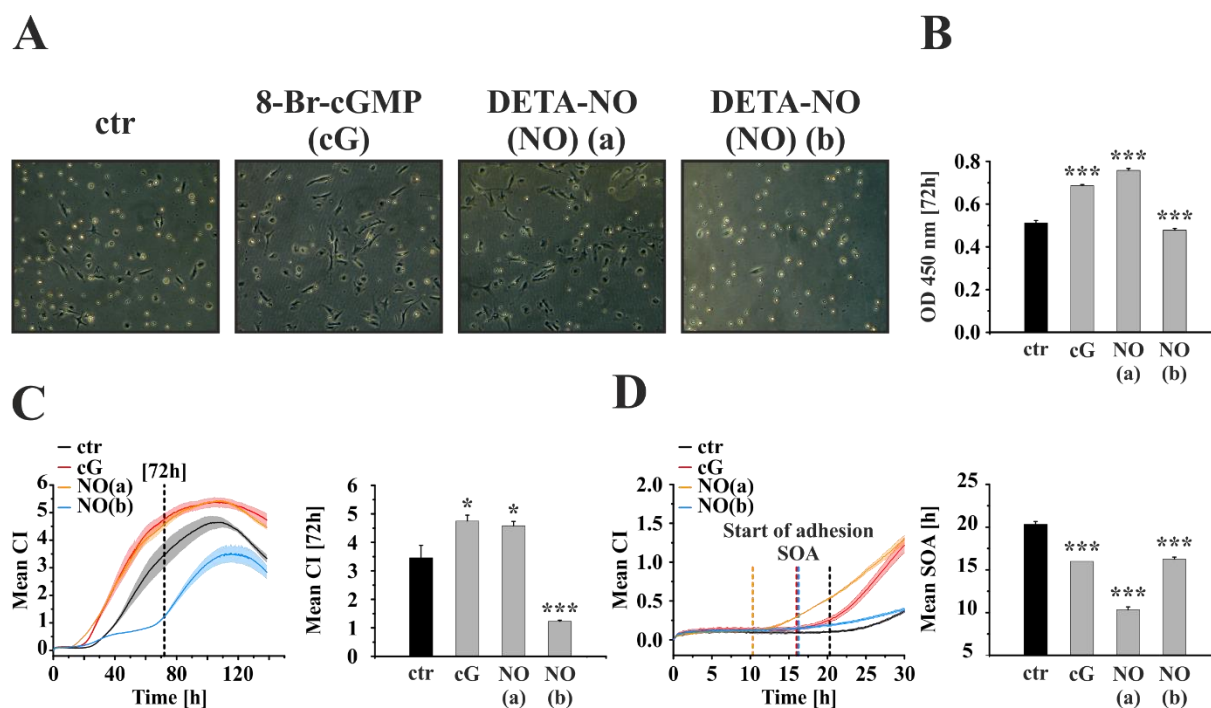 A
B
8-Br-cGMP DETA-NO DETA-NO
ctr (cG) (NO) (a) (NO) (b)
OD 450 nm [72h]
0.8
0.6
0.4
0.2
0.0
***
***
***
ctr cG NO NO
(a) (b)
C
D
ctr
cG
NO(a)
NO(b)
[72h]
Mean CI
6
5
4
3
2
1
0
0 40 80 120
Time [h]
Mean CI [72h]
6
5
4
3
2
1
0
* * ***
ctr cG NO NO
(a) (b)
ctr
cG
NO(a)
NO(b)
Start of adhesion
SOA
Mean CI
2.0
1.5
1.0
0.5
0.0
0 5 10 15 20 25 30
Time [h]
Mean SOA [h]
25
20
15
10
5
***
***
***
ctr cG NO NO
(a) (b)